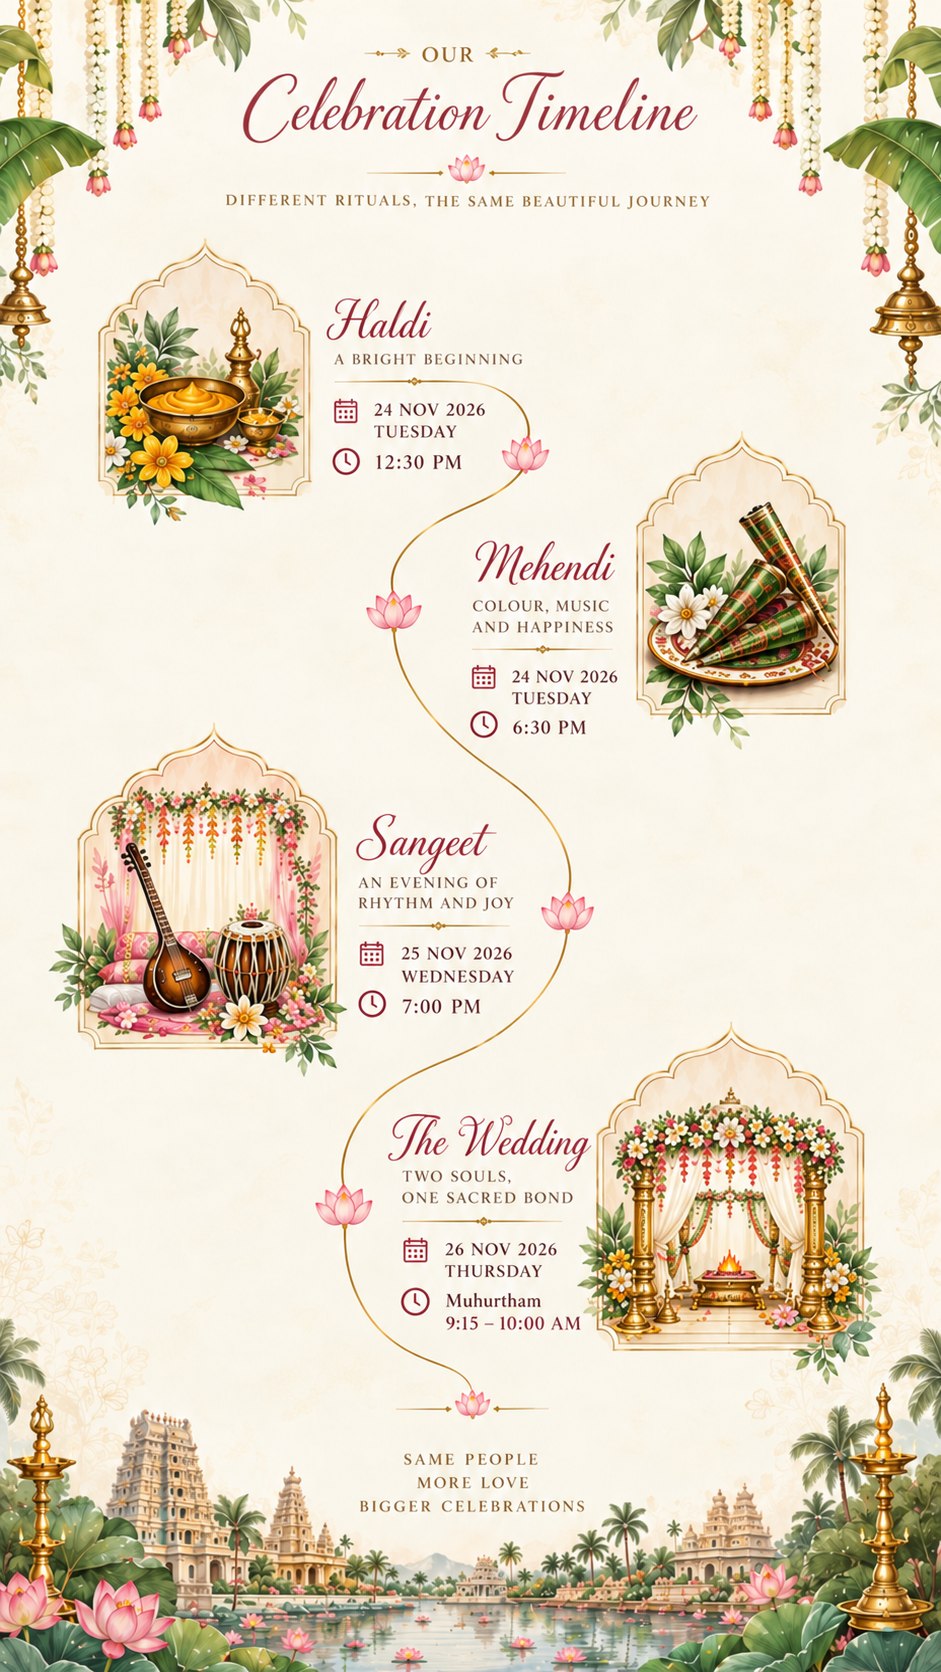 OUR
Celebration Timeline
DIFFERENT RITUALS, THE SAME BEAUTIFUL JOURNEY
Haldi
A BRIGHT BEGINNING
24 NOV 2026
TUESDAY
12:30 PM
Mehendi
COLOUR, MUSIC
AND HAPPINESS
24 NOV 2026
TUESDAY
6:30 PM
Sangeet
AN EVENING OF
RHYTHM AND JOY
25 NOV 2026
WEDNESDAY
7:00 PM
The Wedding
TWO SOULS,
ONE SACRED BOND
26 NOV 2026
THURSDAY
Muhurtham
9:15 – 10:00 AM
SAME PEOPLE
MORE LOVE
BIGGER CELEBRATIONS